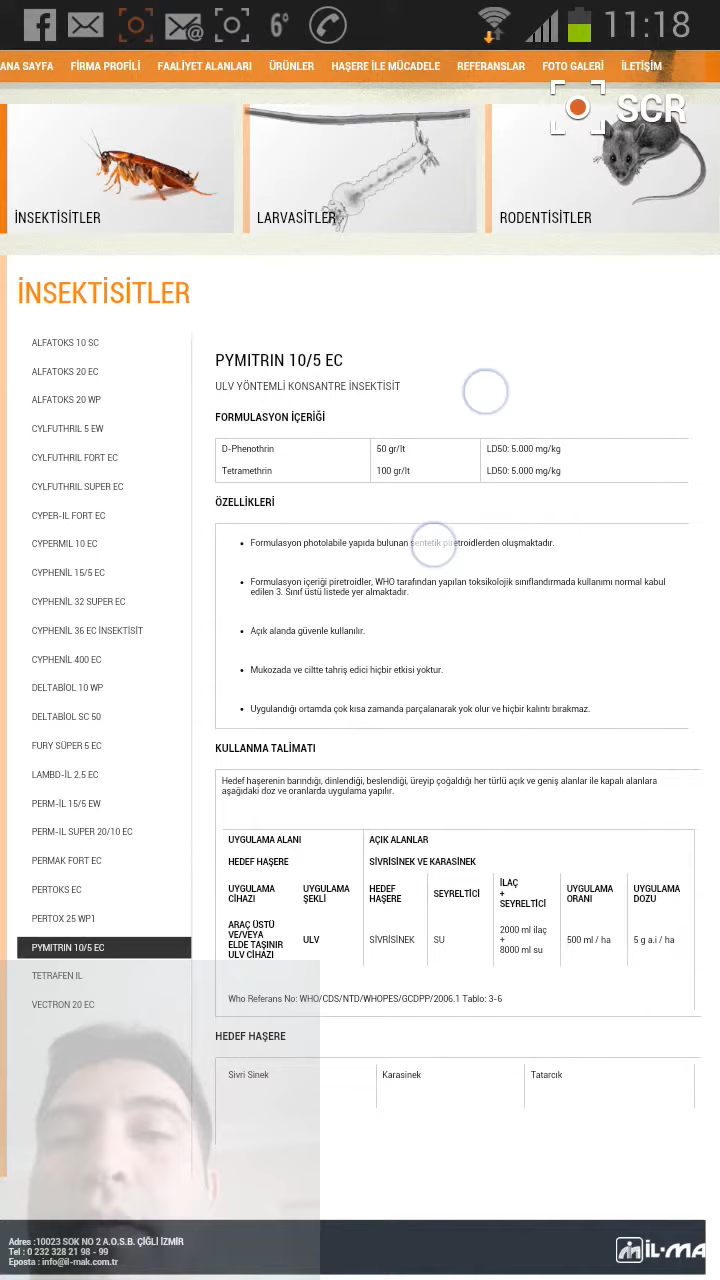 6°
11:18
ANA SAYFA FİRMA PROFİLİ FAALİYET ALANLARI ÜRÜNLER HAŞERE İLE MÜCADELE REFERANSLAR FOTO GALERİ İLETİŞİM
SCR
İNSEKTİSİTLER
LARVASİTLER
RODENTİSİTLER
İNSEKTİSİTLER
ALFATOKS 10 SC
ALFATOKS 20 EC
ALFATOKS 20 WP
CYLFUTHRIL 5 EW
CYLFUTHRIL FORT EC
CYLFUTHRIL SUPER EC
CYPER-IL FORT EC
CYPERMIL 10 EC
CYPHENİL 15/5 EC
CYPHENİL 32 SUPER EC
CYPHENİL 36 EC İNSEKTİSİT
CYPHENİL 400 EC
DELTABİOL 10 WP
DELTABİOL SC 50
FURY SÜPER 5 EC
LAMBD-İL 2.5 EC
PERM-İL 15/5 EW
PERM-IL SUPER 20/10 EC
PERMAK FORT EC
PERTOKS EC
PERTOX 25 WP1
PYMITRIN 10/5 EC
TETRAFEN IL
VECTRON 20 EC
PYMITRIN 10/5 EC
ULV YÖNTEMLİ KONSANTRE İNSEKTİSİT
FORMULASYON İÇERİĞİ
D-Phenothrin 50 gr/lt LD50: 5.000 mg/kg
Tetramethrin 100 gr/lt LD50: 5.000 mg/kg
ÖZELLİKLERİ
• Formulasyon photolabile yapıda bulunan sentetik piretroidlerden oluşmaktadır.
• Formulasyon içeriği piretroidler, WHO tarafından yapılan toksikolojik sınıflandırmada kullanımı normal kabul
edilen 3. Sınıf üstü listede yer almaktadır.
• Açık alanda güvenle kullanılır.
• Mukozada ve ciltte tahriş edici hiçbir etkisi yoktur.
• Uygulandığı ortamda çok kısa zamanda parçalanarak yok olur ve hiçbir kalıntı bırakmaz.
KULLANMA TALİMATI
Hedef haşerenin barındığı, dinlendiği, beslendiği, üreyip çoğaldığı her türlü açık ve geniş alanlar ile kapalı alanlara
aşağıdaki doz ve oranlarda uygulama yapılır.
UYGULAMA ALANI AÇIK ALANLAR
HEDEF HAŞERE SİVRİSİNEK VE KARASİNEK
UYGULAMA CİHAZI UYGULAMA ŞEKLİ HEDEF HAŞERE SEYRELTİCİ İLAÇ + SEYRELTİCİ UYGULAMA ORANI UYGULAMA DOZU
ARAÇ ÜSTÜ VE/VEYA ELDE TAŞINIR ULV CİHAZI ULV SİVRİSİNEK SU 2000 ml ilaç + 8000 ml su 500 ml / ha 5 g a.i / ha
Who Referans No: WHO/CDS/NTD/WHOPES/GCDPP/2006.1 Tablo: 3-6
HEDEF HAŞERE
Sivri Sinek Karasinek Tatarcık
Adres :10023 SOK NO 2 A.O.S.B. ÇİĞLİ İZMİR
Tel : 0 232 328 21 98 - 99
Eposta : info@il-mak.com.tr
İL-MA